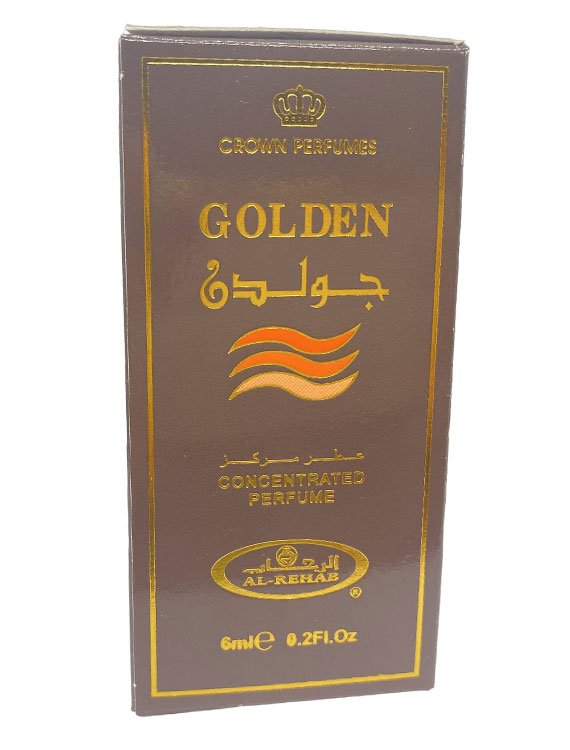 CROWN PERFUMES
GOLDEN
جولدن
عطر مركز
CONCENTRATED
PERFUME
الرحاب
AL-REHAB
®
6ml℮ 0.2Fl.Oz